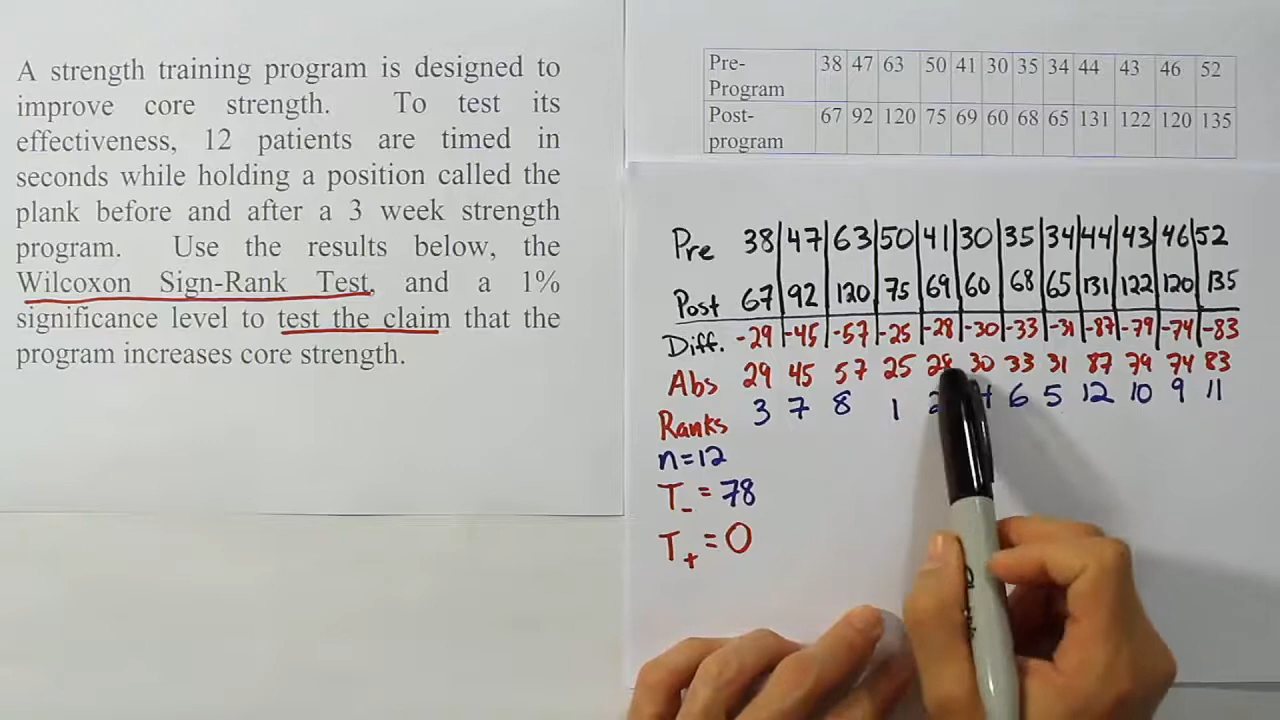 A strength training program is designed to
improve core strength. To test its
effectiveness, 12 patients are timed in
seconds while holding a position called the
plank before and after a 3 week strength
program. Use the results below, the
Wilcoxon Sign-Rank Test, and a 1%
significance level to test the claim that the
program increases core strength.
Pre-Program 38 47 63 50 41 30 35 34 44 43 46 52
Post-program 67 92 120 75 69 60 68 65 131 122 120 135
Pre 38 47 63 50 41 30 35 34 44 43 46 52
Post 67 92 120 75 69 60 68 65 131 122 120 135
Diff. -29 -45 -57 -25 -28 -30 -33 -31 -87 -79 -74 -83
Abs 29 45 57 25 28 30 33 31 87 79 74 83
Ranks 3 7 8 1 6 5 12 10 9 11
n=12
T- = 78
T+ = 0